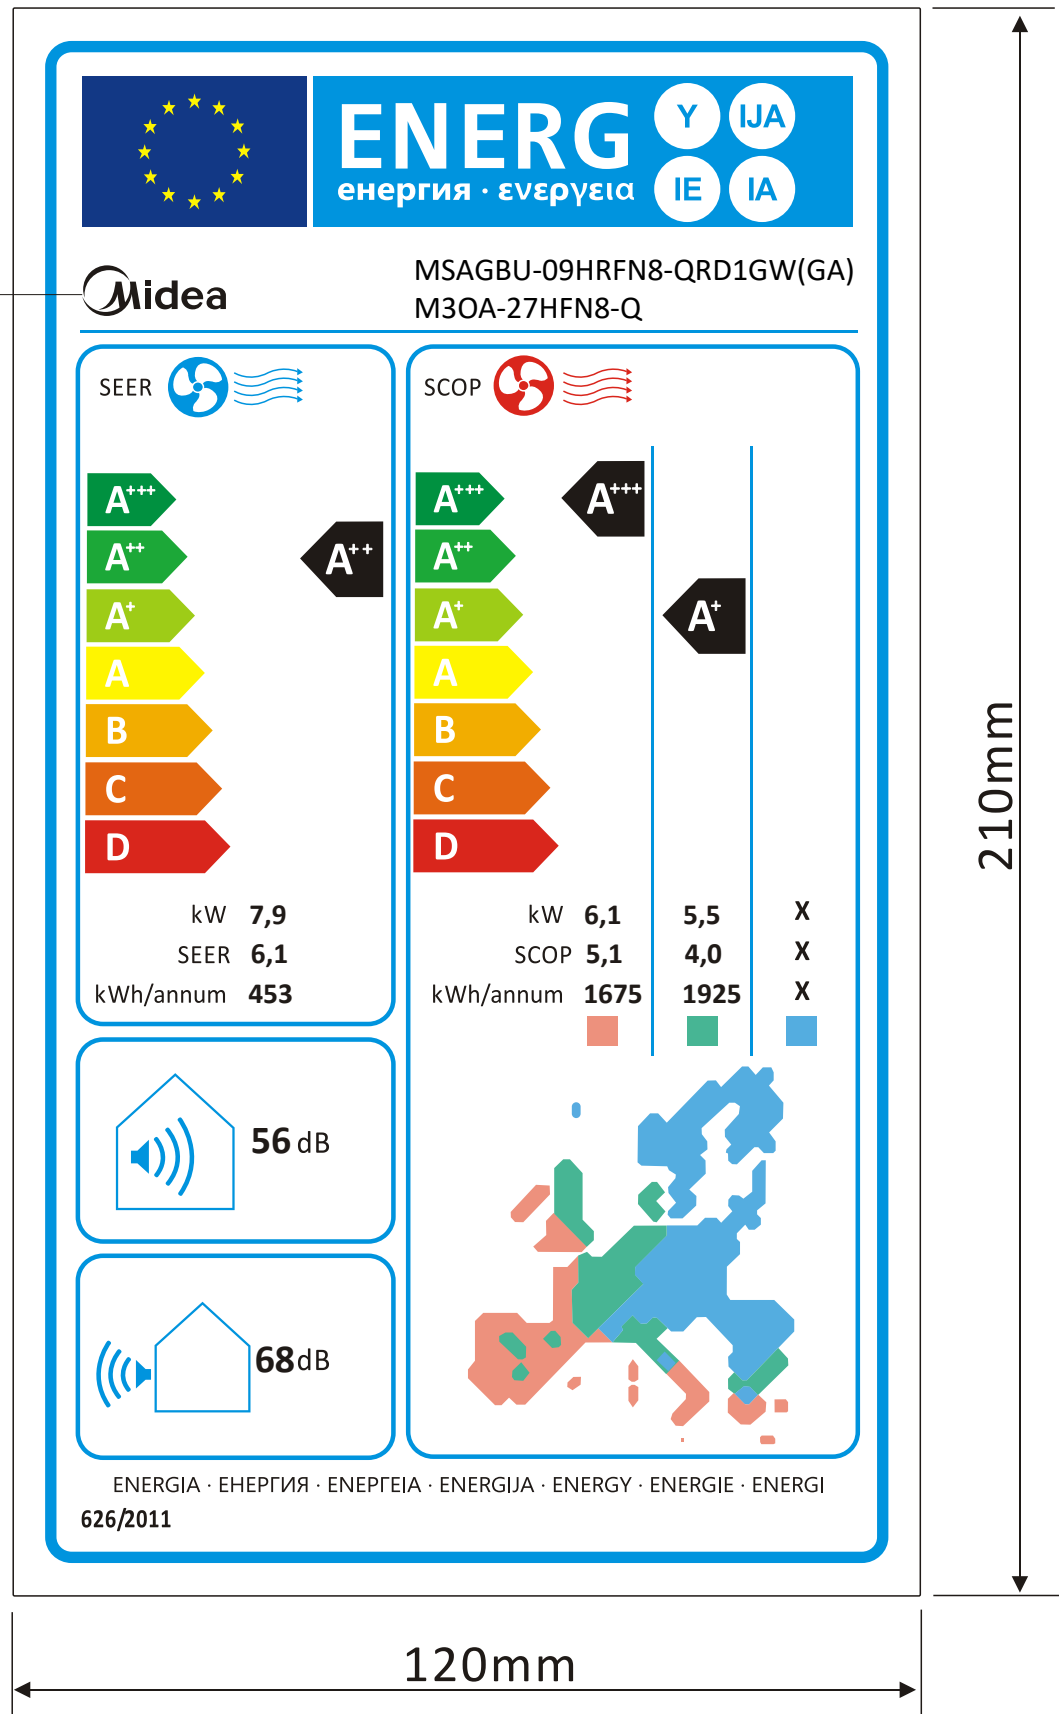 ENERG
енергия · ενεργεια
Y
IJA
IE
IA
Midea
MSAGBU-09HRFN8-QRD1GW(GA)
M3OA-27HFN8-Q
SEER
A+++
A++
A+
A
B
C
D
A++
kW 7,9
SEER 6,1
kWh/annum 453
SCOP
A+++
A++
A+
A
B
C
D
A+++
A+
kW 6,1 5,5 X
SCOP 5,1 4,0 X
kWh/annum 1675 1925 X
56 dB
68 dB
ENERGIA · ЕНЕРГИЯ · ΕΝΕΡΓΕΙΑ · ENERGIJA · ENERGY · ENERGIE · ENERGI
626/2011
210mm
120mm